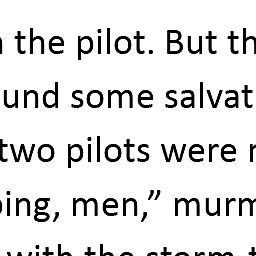 the pilot. But th
und some salvat
two pilots were
ping, men,” murm
with the storm-t